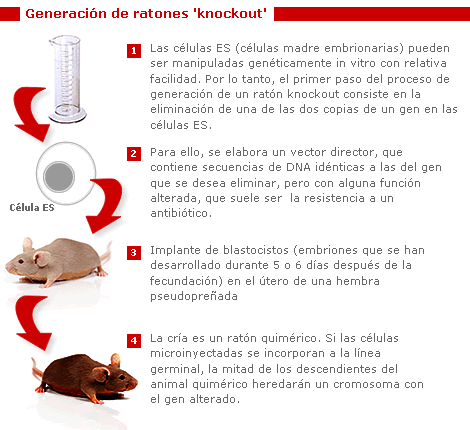 Generación de ratones 'knockout'
1 Las células ES (células madre embrionarias) pueden
ser manipuladas genéticamente in vitro con relativa
facilidad. Por lo tanto, el primer paso del proceso de
generación de un ratón knockout consiste en la
eliminación de una de las dos copias de un gen en las
células ES.
2 Para ello, se elabora un vector director, que
contiene secuencias de DNA idénticas a las del gen
que se desea eliminar, pero con alguna función
alterada, que suele ser la resistencia a un
antibiótico.
Célula ES
3 Implante de blastocistos (embriones que se han
desarrollado durante 5 o 6 días después de la
fecundación) en el útero de una hembra
pseudopreñada
4 La cría es un ratón quimérico. Si las células
microinyectadas se incorporan a la línea
germinal, la mitad de los descendientes del
animal quimérico heredarán un cromosoma con
el gen alterado.